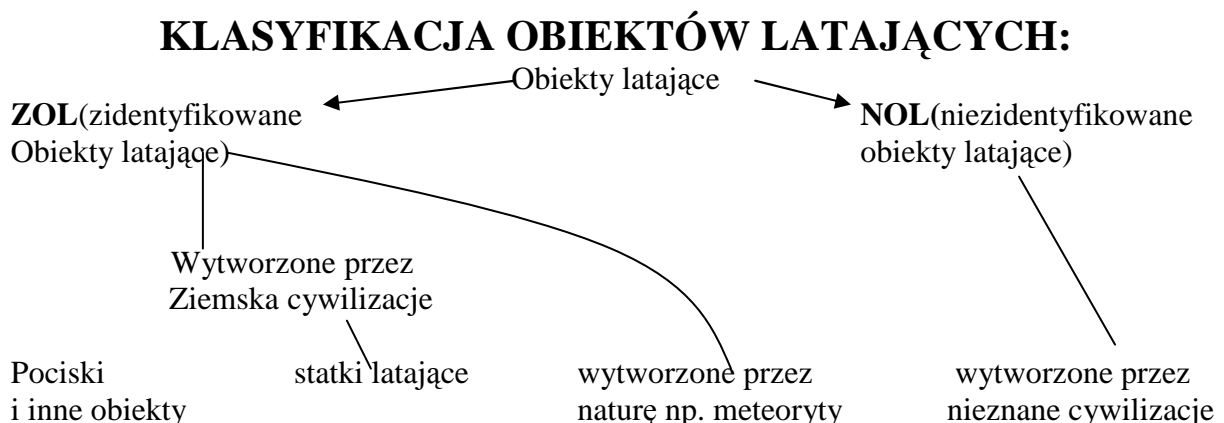 KLASYFIKACJA OBIEKTÓW LATAJĄCYCH:
Obiekty latające
ZOL(zidentyfikowane
Obiekty latające)
NOL(niezidentyfikowane
obiekty latające)
Wytworzone przez
Ziemska cywilizacje
Pociski
i inne obiekty
statki latające
wytworzone przez
naturę np. meteoryty
wytworzone przez
nieznane cywilizacje